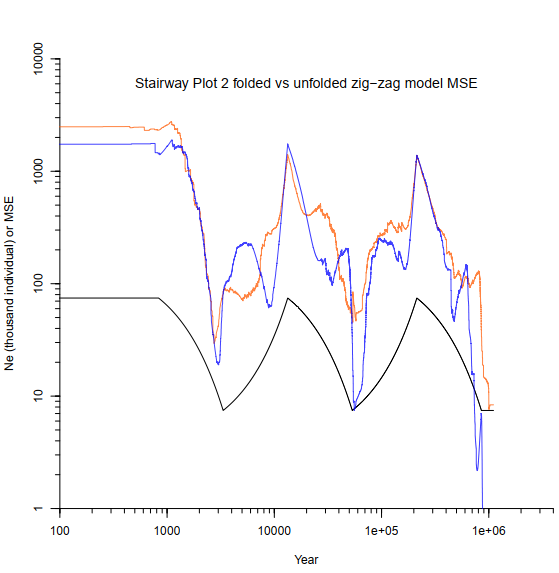 Stairway Plot 2 folded vs unfolded zig−zag model MSE
Ne (thousand individual) or MSE
10000
1000
100
10
1
100
1000
10000
1e+05
1e+06
Year